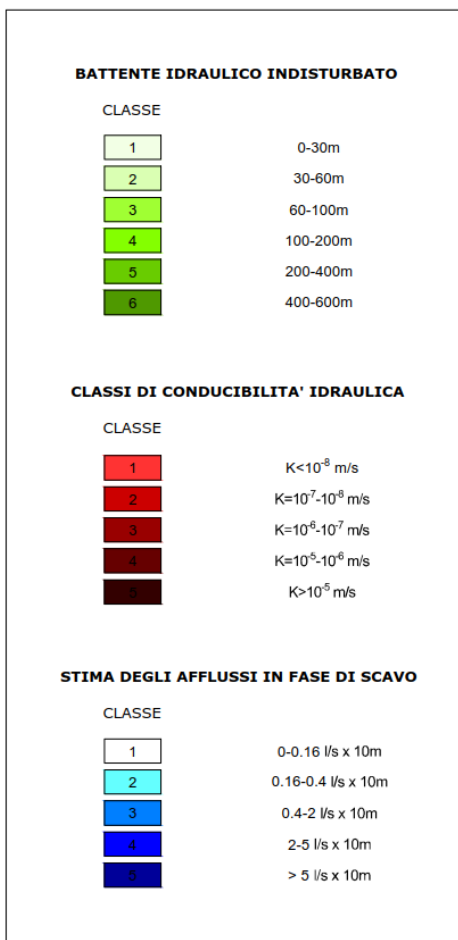 BATTENTE IDRAULICO INDISTURBATO
CLASSE
1 0-30m
2 30-60m
3 60-100m
4 100-200m
5 200-400m
6 400-600m
CLASSI DI CONDUCIBILITA' IDRAULICA
CLASSE
1 K<10⁻⁸ m/s
2 K=10⁻⁷-10⁻⁸ m/s
3 K=10⁻⁶-10⁻⁷ m/s
4 K=10⁻⁵-10⁻⁶ m/s
5 K>10⁻⁵ m/s
STIMA DEGLI AFFLUSSI IN FASE DI SCAVO
CLASSE
1 0-0.16 l/s x 10m
2 0.16-0.4 l/s x 10m
3 0.4-2 l/s x 10m
4 2-5 l/s x 10m
5 > 5 l/s x 10m